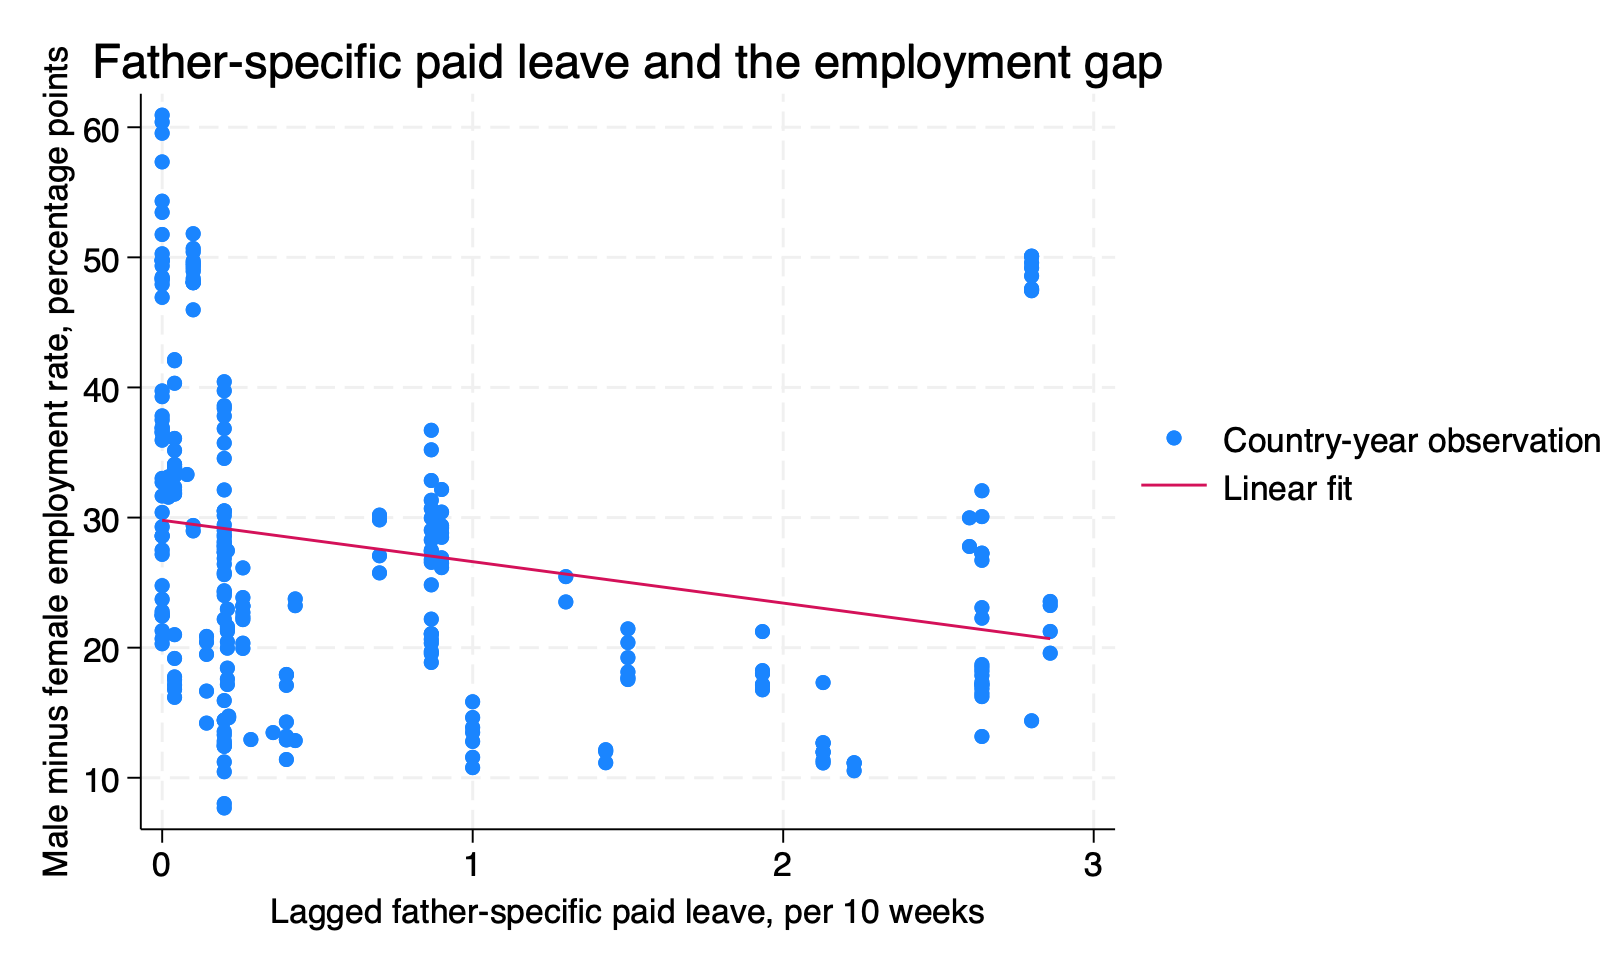 Father-specific paid leave and the employment gap
Male minus female employment rate, percentage points
60
50
40
30
20
10
0 1 2 3
Lagged father-specific paid leave, per 10 weeks
Country-year observation
Linear fit